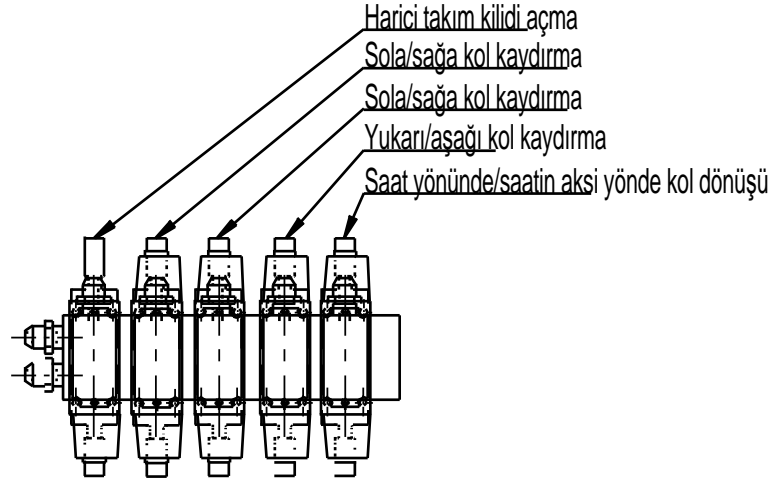 Harici takım kilidi açma
Sola/sağa kol kaydırma
Sola/sağa kol kaydırma
Yukarı/aşağı kol kaydırma
Saat yönünde/saatin aksi yönde kol dönüşü